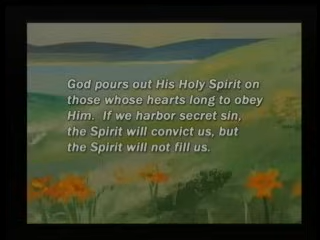 God pours out His Holy Spirit on
those whose hearts long to obey
Him.  If we harbor secret sin,
the Spirit will convict us, but
the Spirit will not fill us.